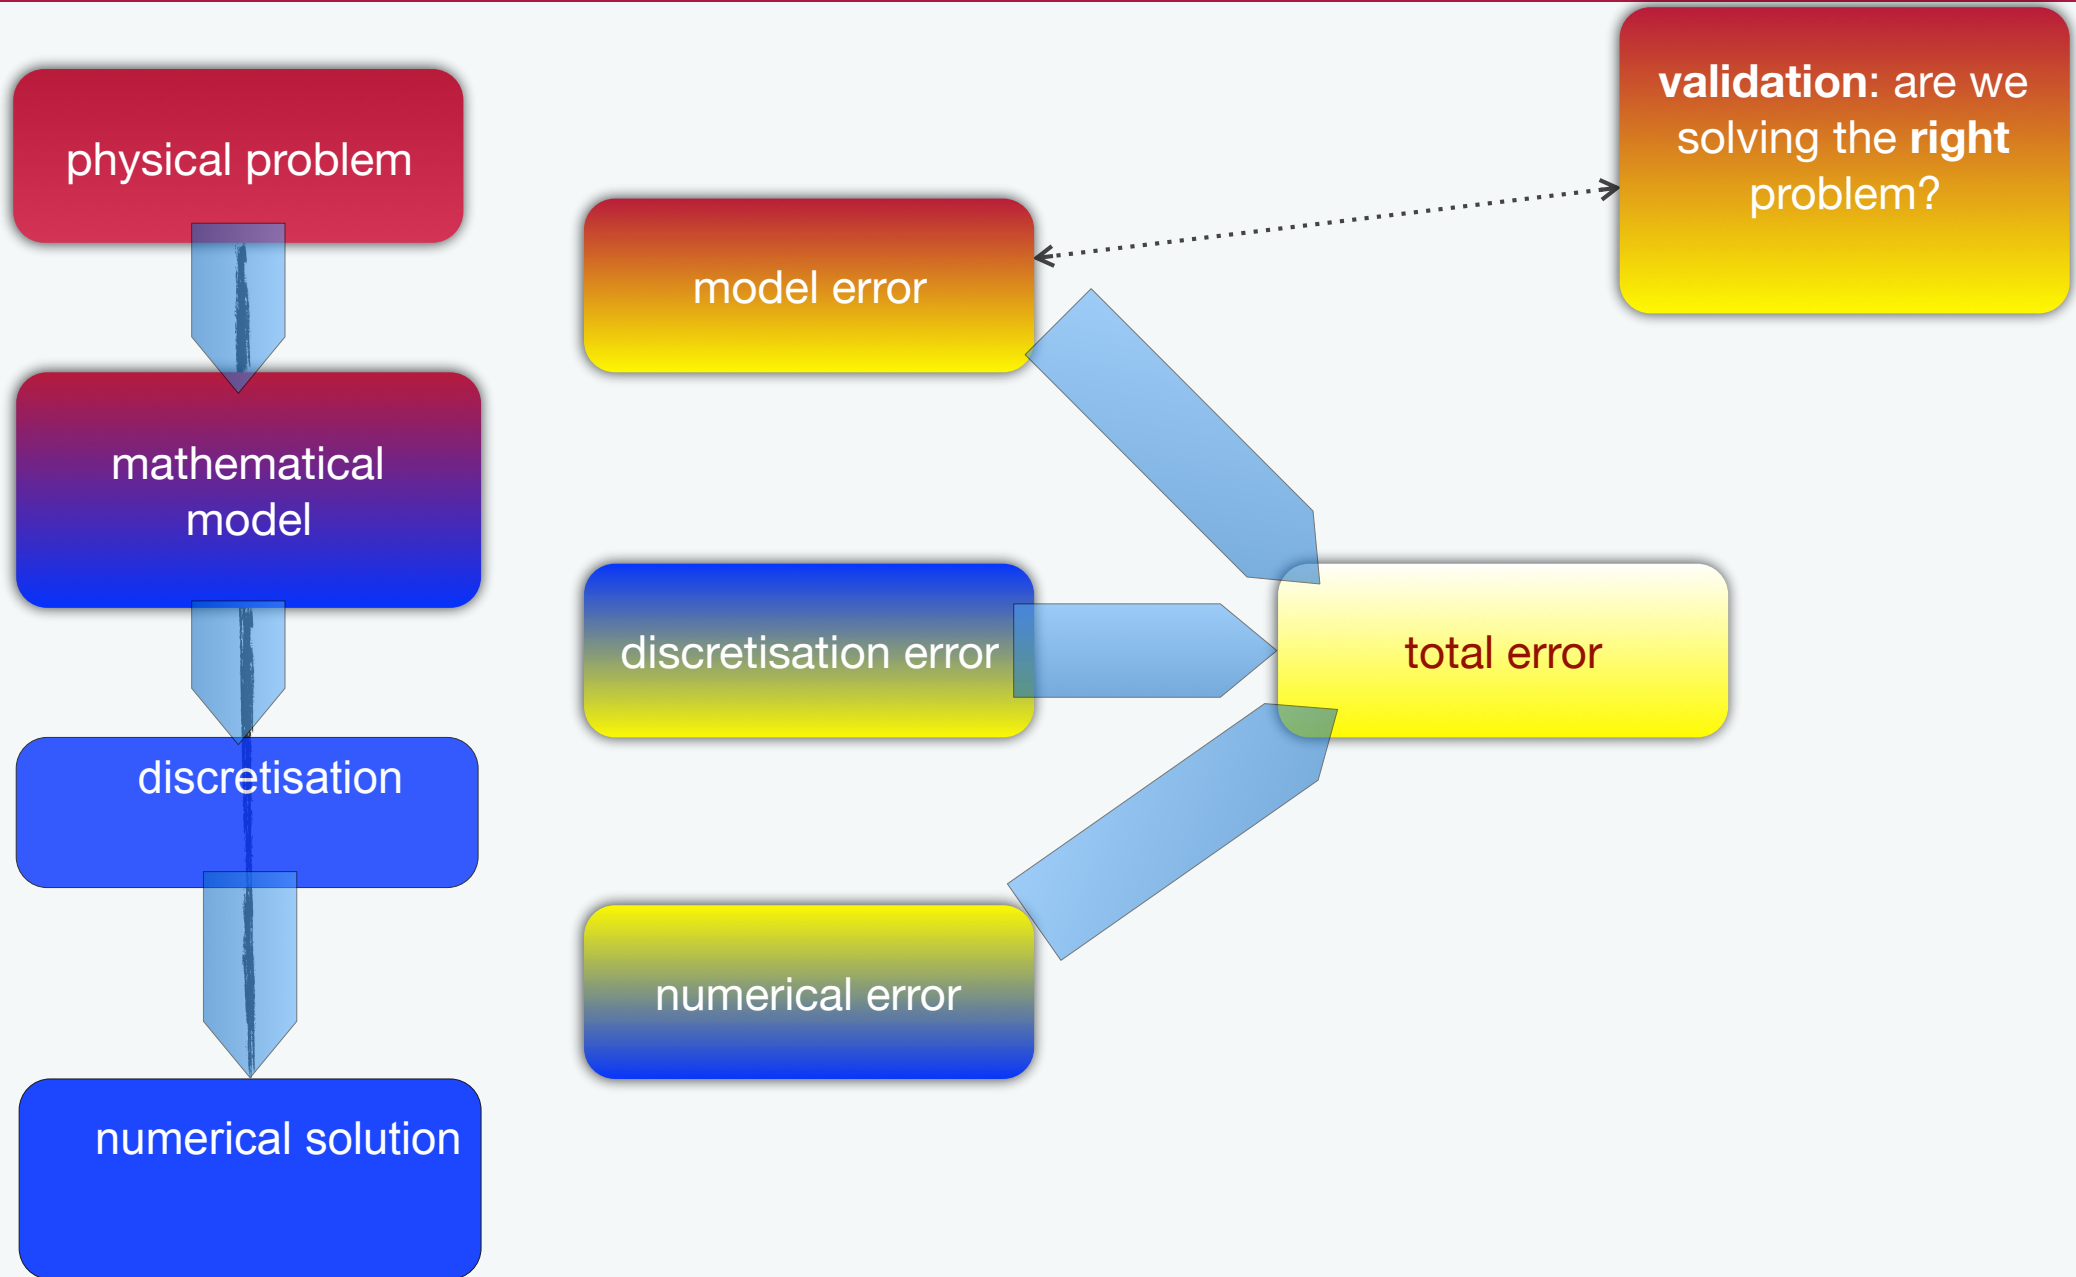 physical problem
mathematical
model
discretisation
numerical solution
model error
discretisation error
numerical error
total error
validation: are we
solving the right
problem?